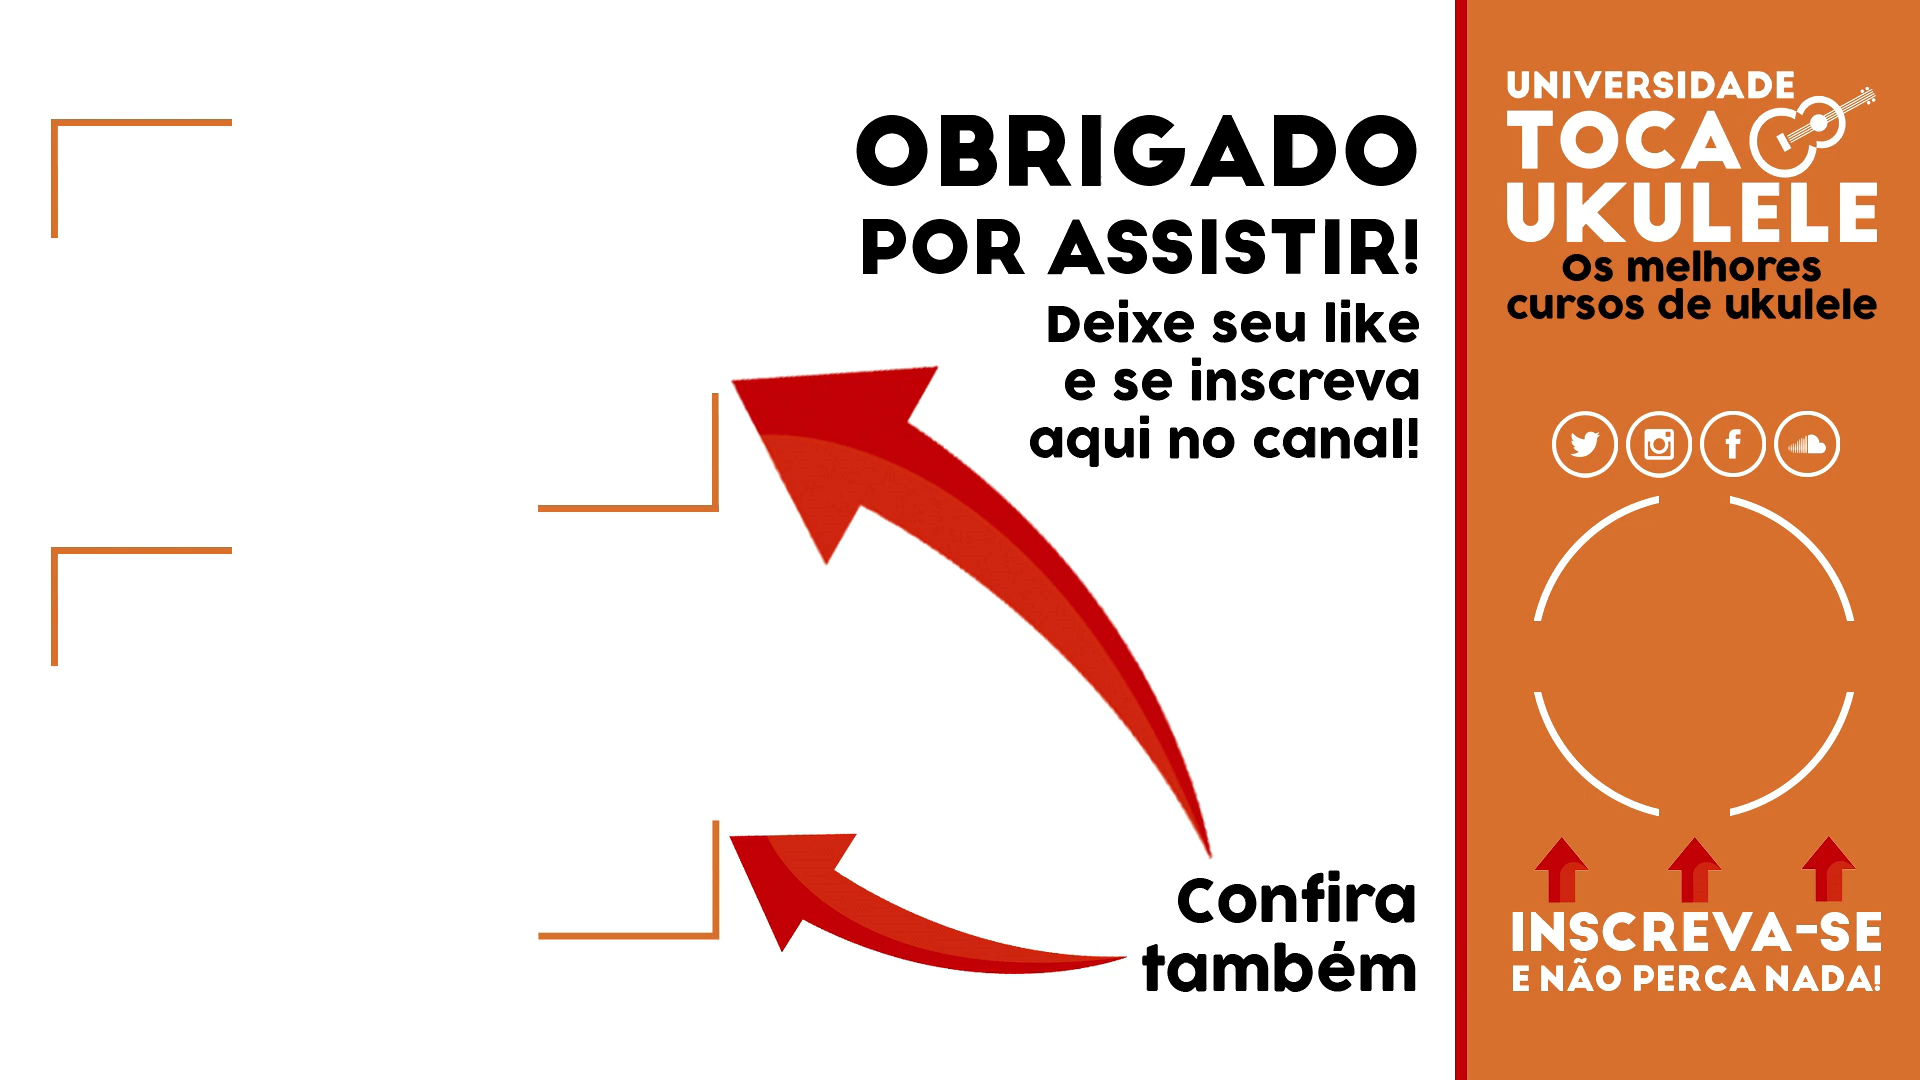 OBRIGADO
POR ASSISTIR!
Deixe seu like
e se inscreva
aqui no canal!
Confira
também
UNIVERSIDADE
TOCA
UKULELE
Os melhores
cursos de ukulele
INSCREVA-SE
E NÃO PERCA NADA!